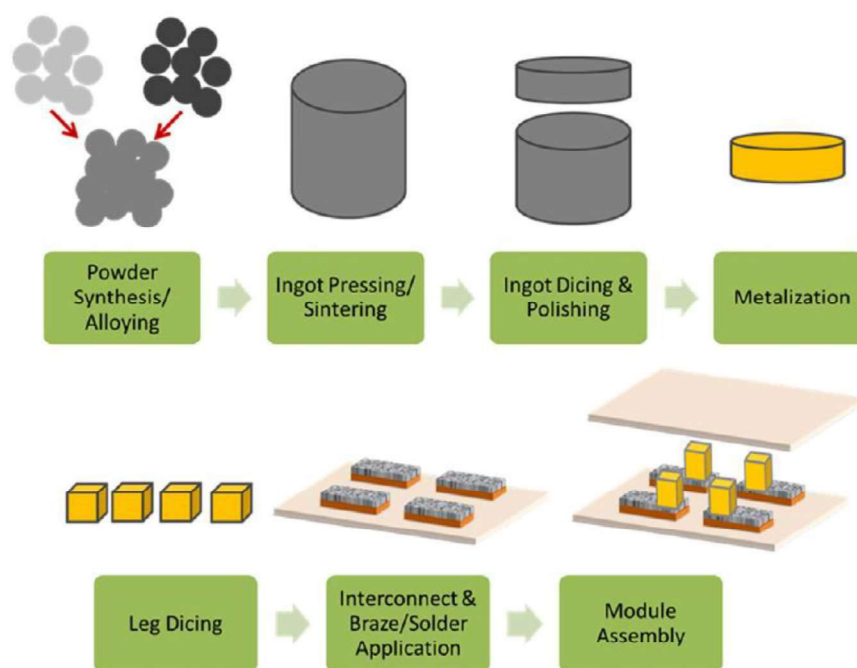 Powder
Synthesis/
Alloying
Ingot Pressing/
Sintering
Ingot Dicing &
Polishing
Metalization
Leg Dicing
Interconnect &
Braze/Solder
Application
Module
Assembly